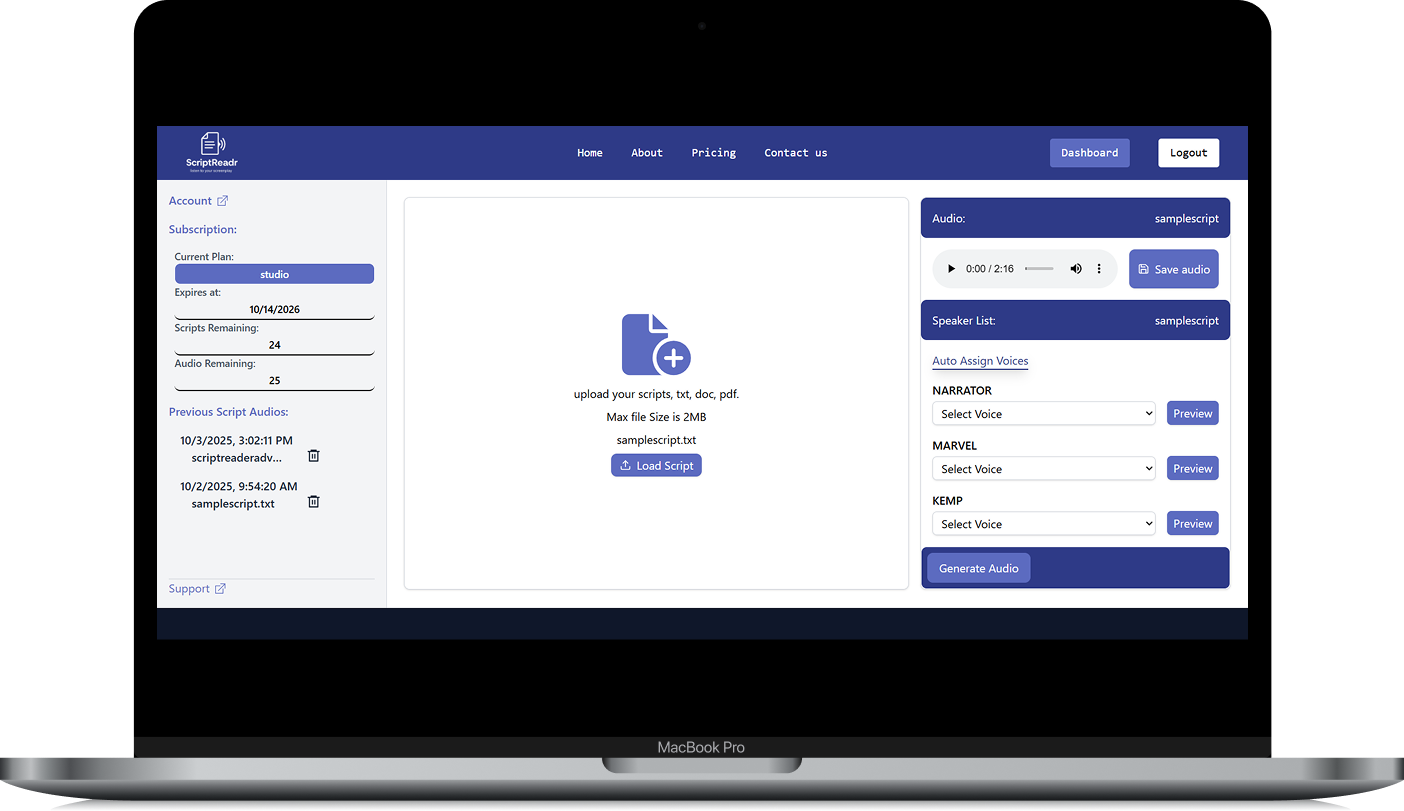 ScriptReadr
Home
About
Pricing
Contact us
Dashboard
Logout
Account
Subscription:
Current Plan:
studio
Expires at:
10/14/2026
Scripts Remaining:
24
Audio Remaining:
25
Previous Script Audios:
10/3/2025, 3:02:11 PM
scriptreaderadv...
10/2/2025, 9:54:20 AM
samplescript.txt
Support
upload your scripts, txt, doc, pdf.
Max file Size is 2MB
samplescript.txt
Load Script
Audio: samplescript
0:00 / 2:16
Save audio
Speaker List: samplescript
Auto Assign Voices
NARRATOR
Select Voice Preview
MARVEL
Select Voice Preview
KEMP
Select Voice Preview
Generate Audio
MacBook Pro